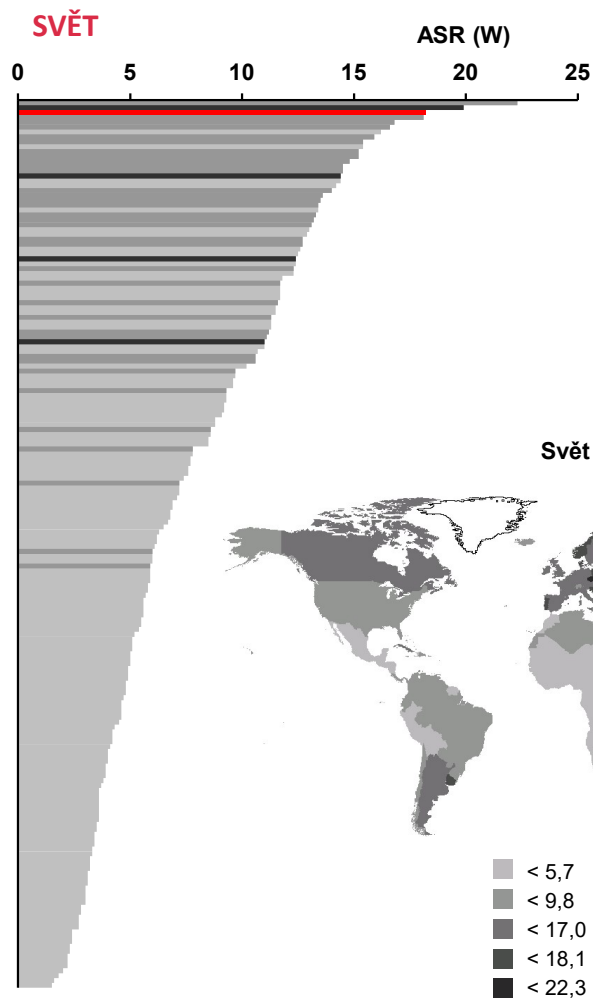 SVĚT
ASR (W)
0 5 10 15 20 25
Svět
< 5,7
< 9,8
< 17,0
< 18,1
< 22,3